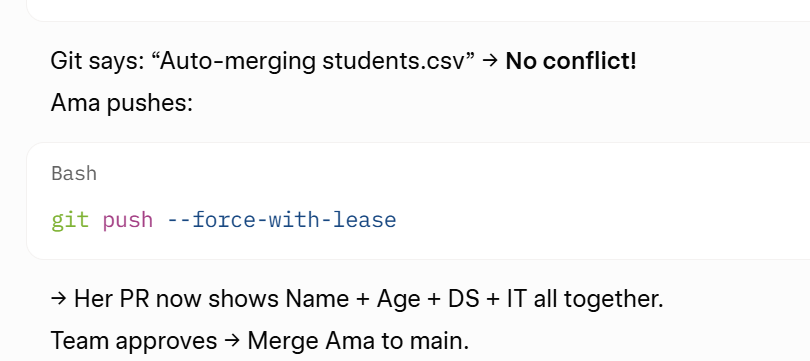 Git says: “Auto-merging students.csv” → No conflict!
Ama pushes:
Bash
git push --force-with-lease
→ Her PR now shows Name + Age + DS + IT all together.
Team approves → Merge Ama to main.